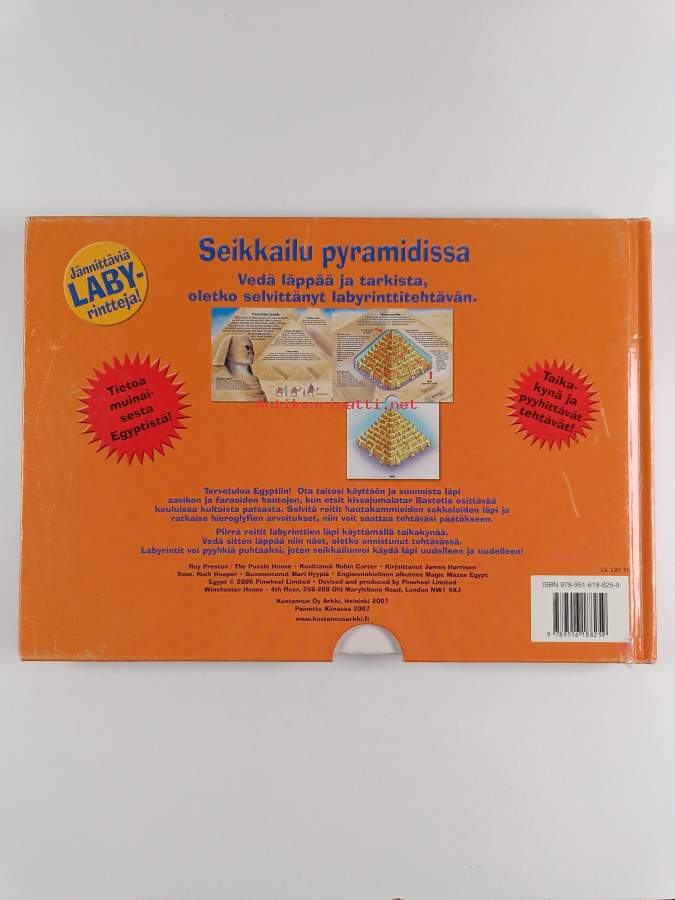 Jännittäviä
LABY-
rintteja!
Seikkailu pyramidissa
Vedä läppää ja tarkista,
oletko selvittänyt labyrinttitehtävän.
Tietoa
muinai-
sesta
Egyptistä!
Taika-
kynä ja
pyyhittävät
tehtävät!
Antikvariaatti.net
Tervetuloa Egyptiin! Ota taitosi käyttöön ja suunnista läpi
aavikon ja faraoiden hautojen, kun etsit kissajumalatar Bastetia esittävää
kuuluisaa kultaista patsasta. Selvitä reitit hautakammioiden sokkeloiden läpi ja
ratkaise hieroglyfien arvoitukset, niin voit saattaa tehtäväsi päätökseen.
Piirrä reitit labyrinttien läpi käyttämällä taikakynää.
Vedä sitten läppää niin näet, oletko onnistunut tehtävässä.
Labyrintit voi pyyhkiä puhtaaksi, joten seikkailunvoi käydä läpi uudelleen ja uudelleen!
Roy Preston / The Puzzle House • Kuvittanut Robin Carter • Kirjoittanut James Harrison
Toim. Ruth Hooper • Suomentanut Mari Hyypiä • Englanninkielinen alkuteos Magic Mazes Egypt
Egypt © 2005 Pinwheel Limited • Devised and produced by Pinwheel Limited
Winchester House • 4th floor, 259-269 Old Marylebone Road, London NW1 5XJ
Kustannus Oy Arkki, Helsinki 2007
Painettu Kiinassa 2007
www.kustannusarkki.fi
LK L31.11
ISBN 978-951-618-825-9
9 789516 188259